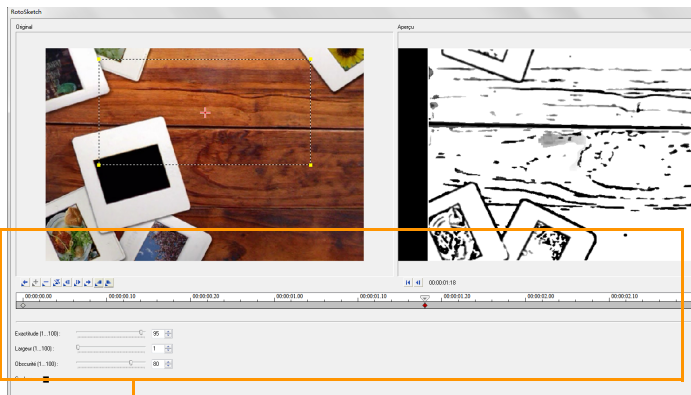 RotoSketch
Original
Aperçu
00:00:01:18
00:00:00.00 00:00:00.10 00:00:00.20 00:00:01.00 00:00:01.10 00:00:01.20 00:00:02.00 00:00:02.10
Exactitude (1...100) : 95
Largeur (1...100) : 1
Obscurité (1...100) : 80